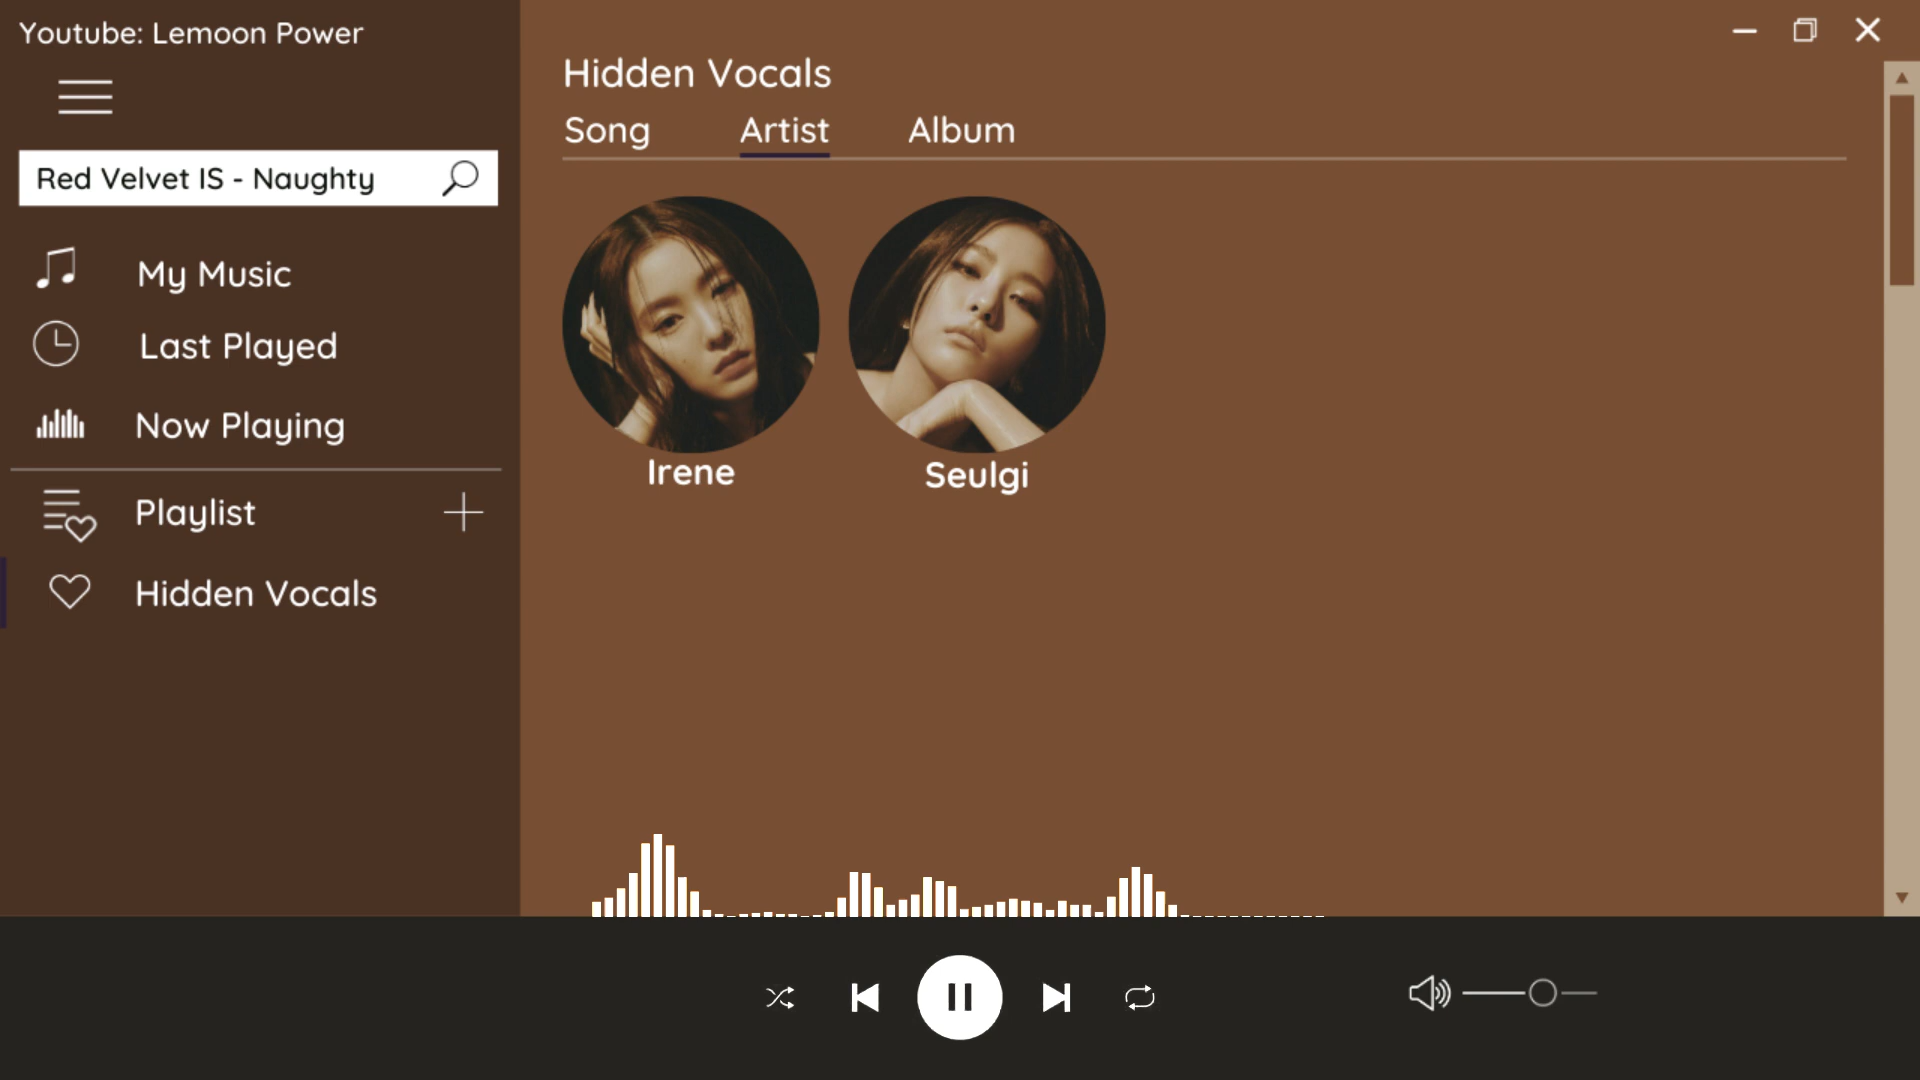 Youtube: Lemoon Power
Red Velvet IS - Naughty
My Music
Last Played
Now Playing
Playlist
Hidden Vocals
Hidden Vocals
Song Artist Album
Irene Seulgi